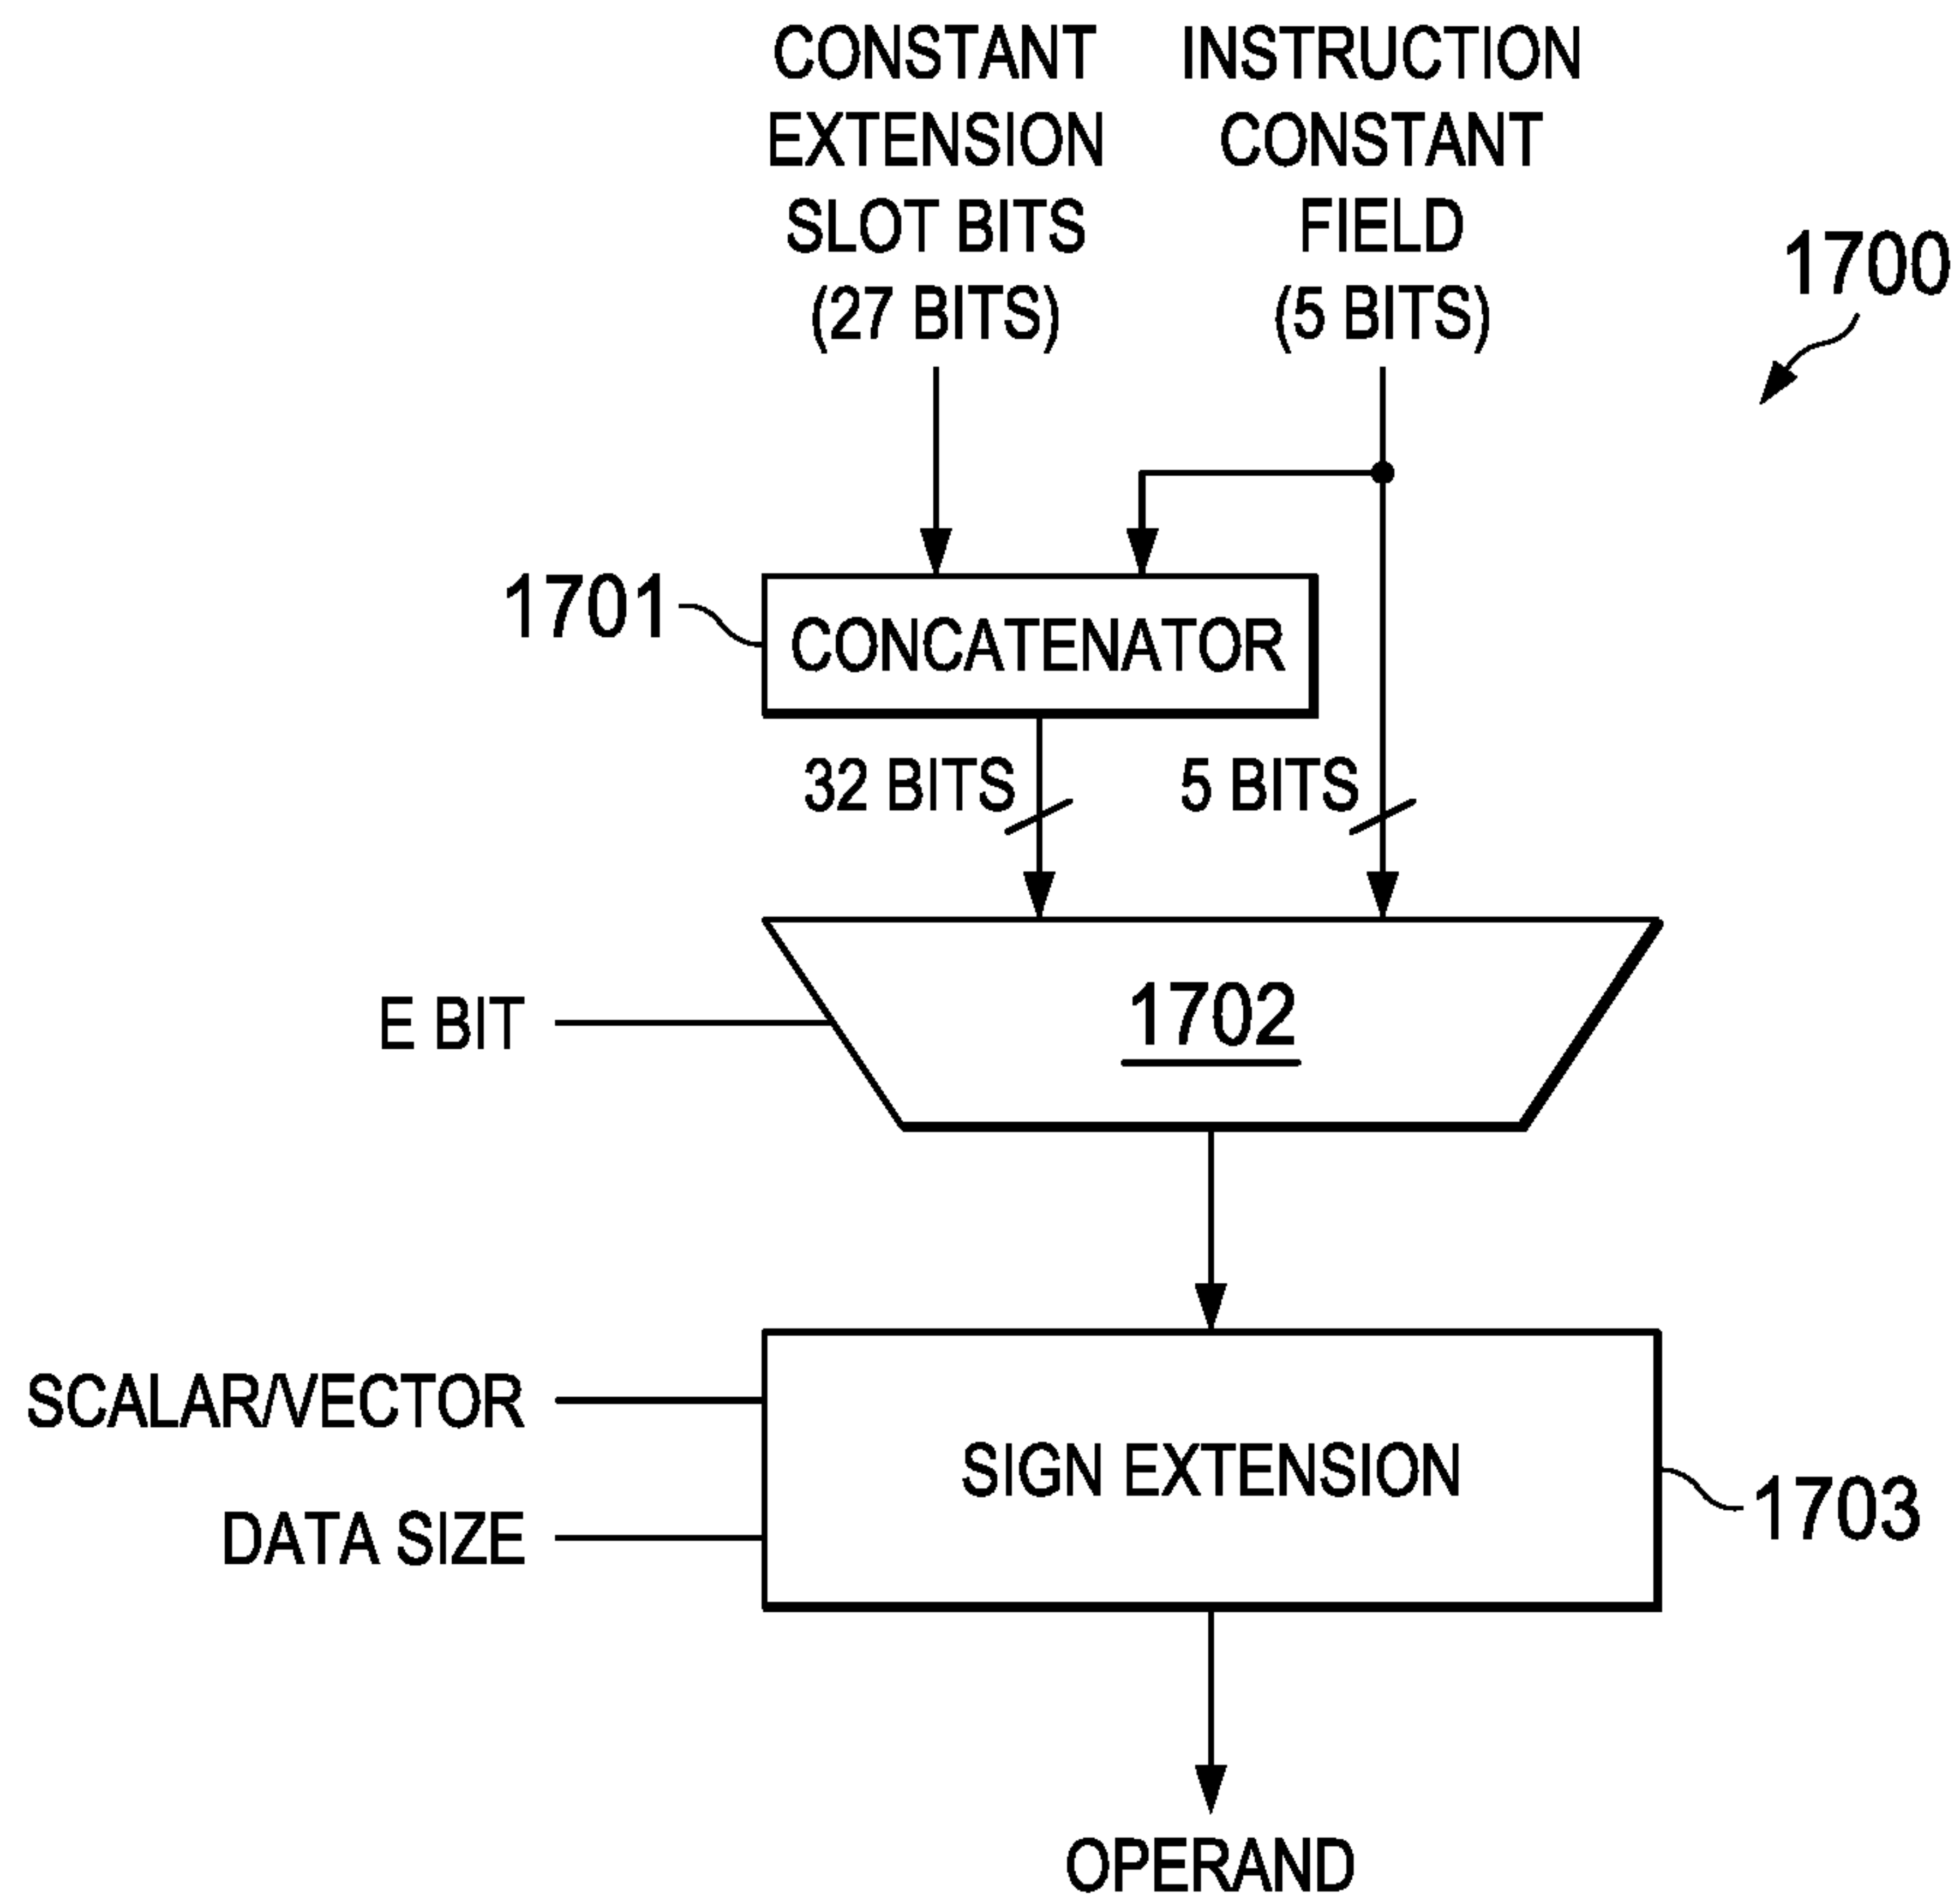 CONSTANT
EXTENSION
SLOT BITS
(27 BITS)
INSTRUCTION
CONSTANT
FIELD
(5 BITS)
1700
1701
CONCATENATOR
32 BITS
5 BITS
E BIT
1702
SCALAR/VECTOR
DATA SIZE
SIGN EXTENSION
1703
OPERAND